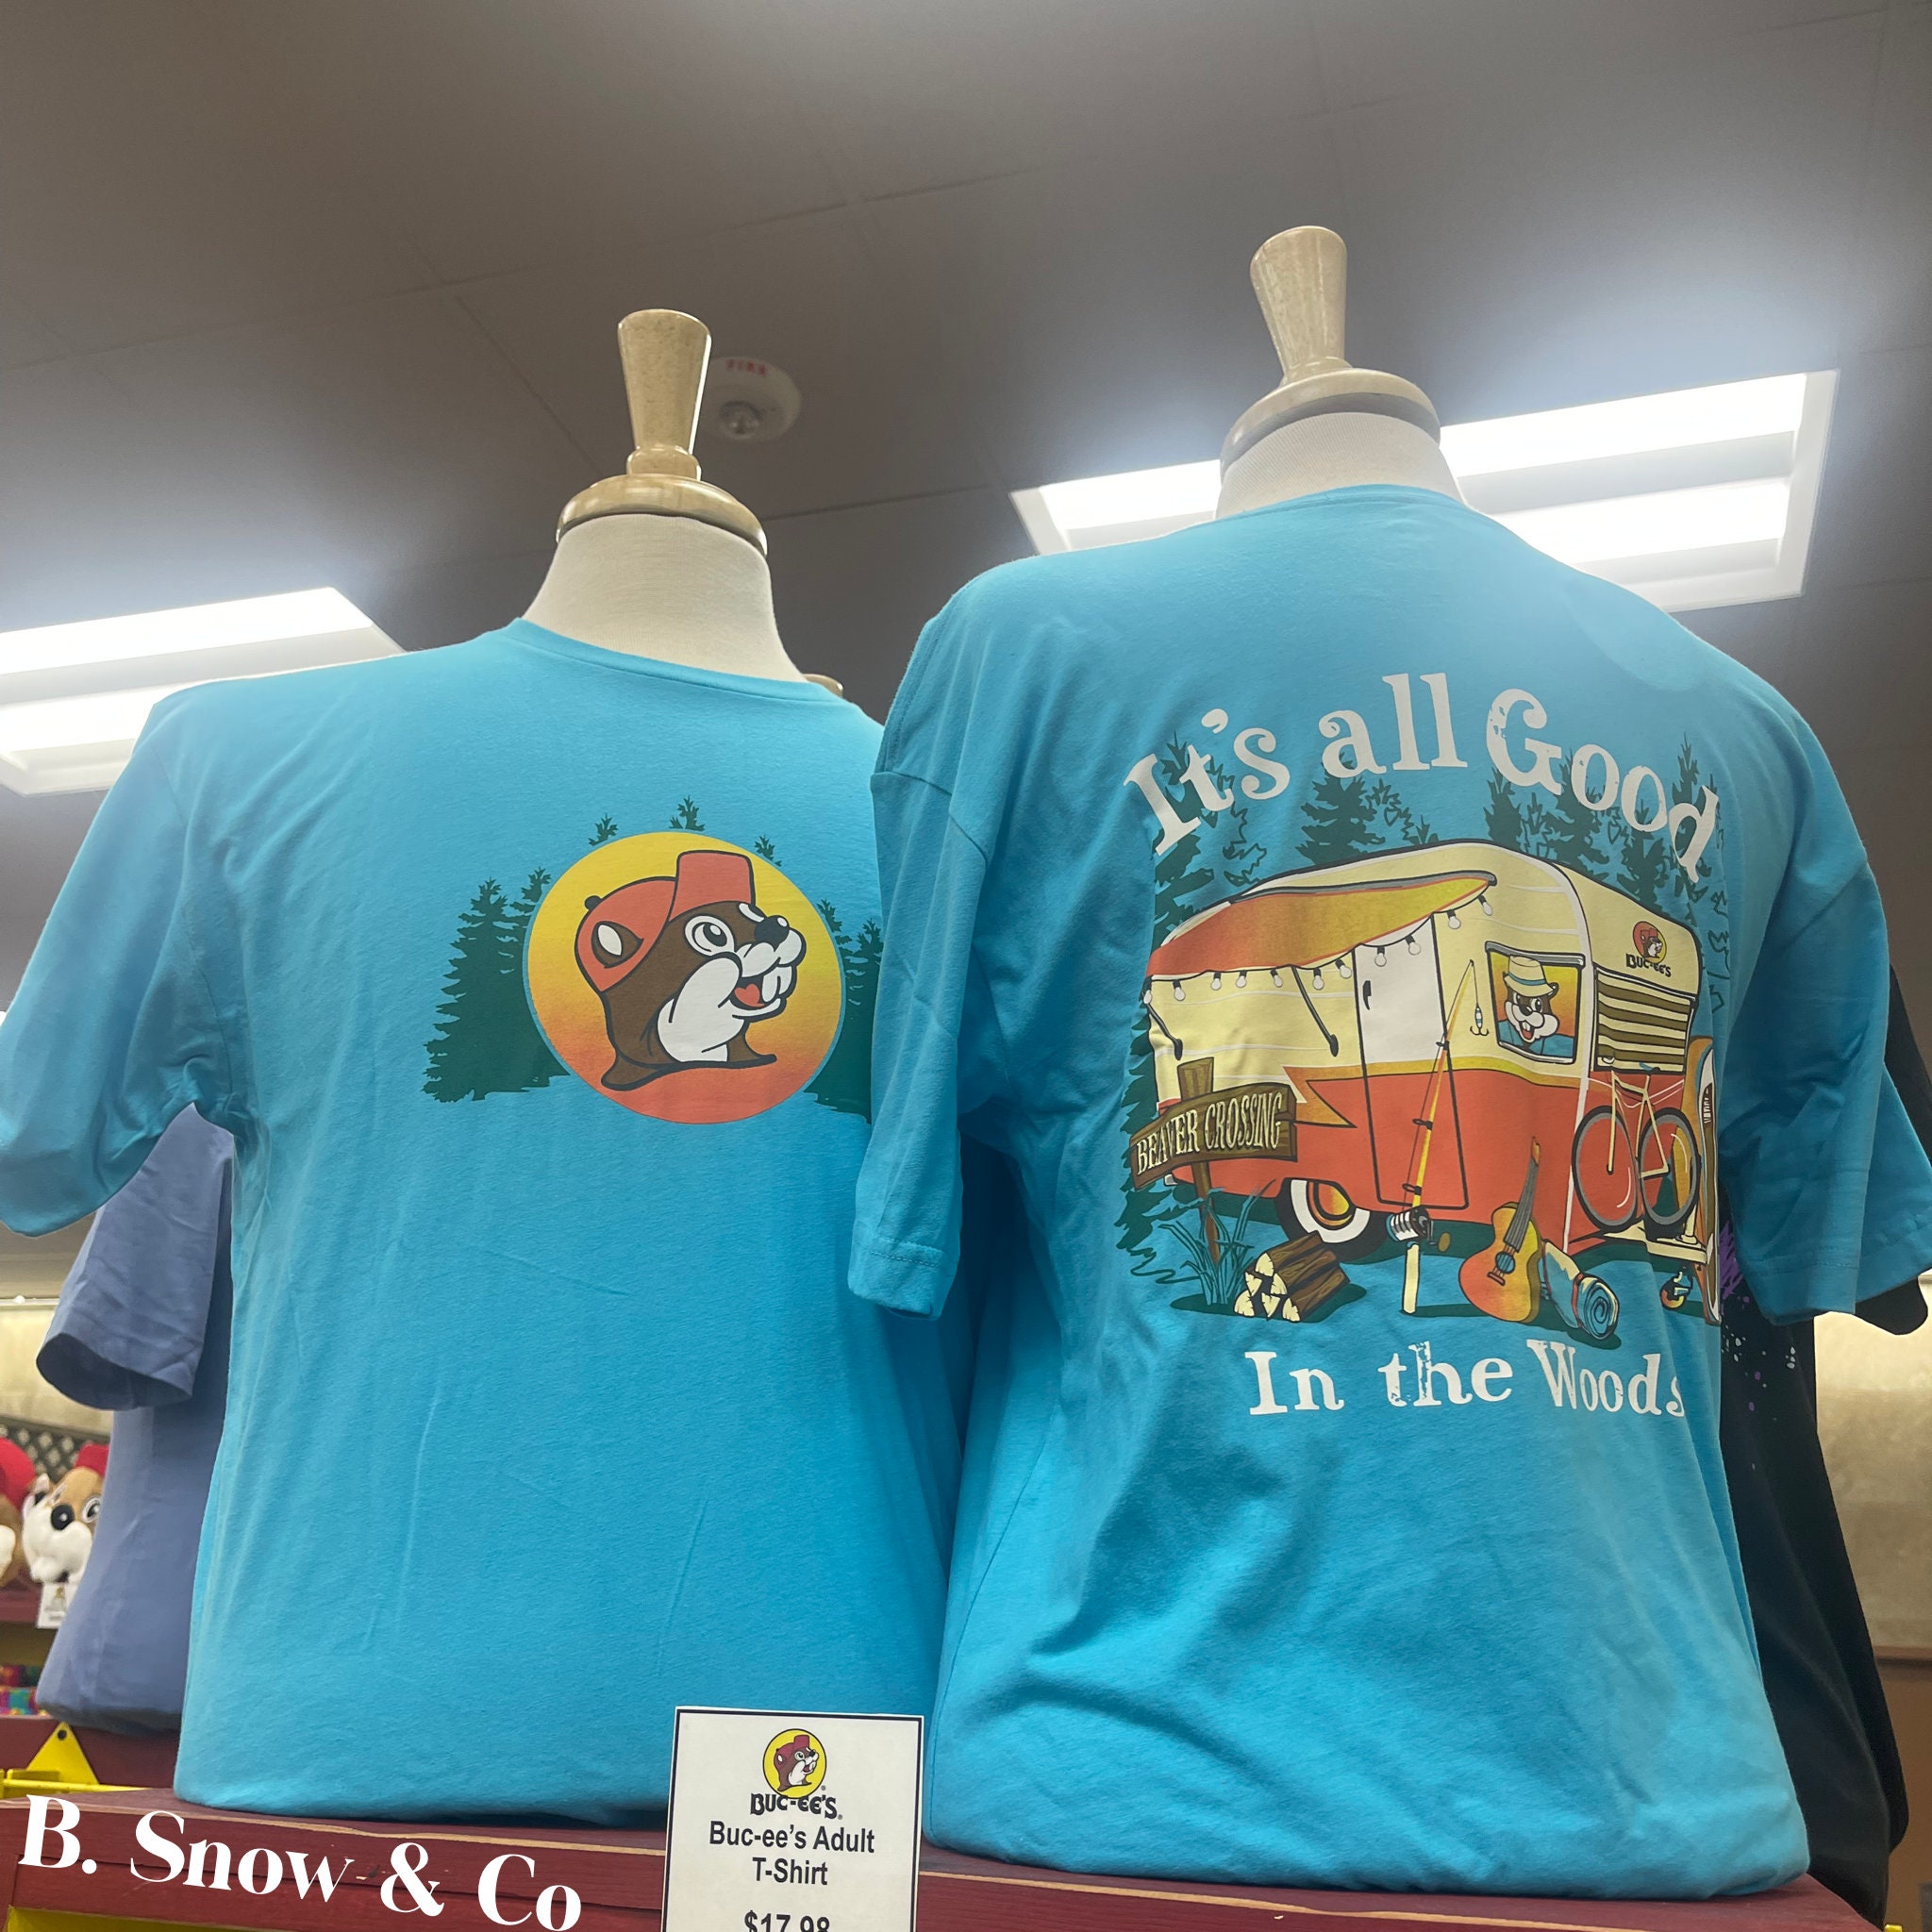 FIRE
It's all Good
BUC-EE'S
BEAVER CROSSING
In the Woods
BUC-EE'S®
Buc-ee's Adult
T-Shirt
$17.98
B. Snow & Co